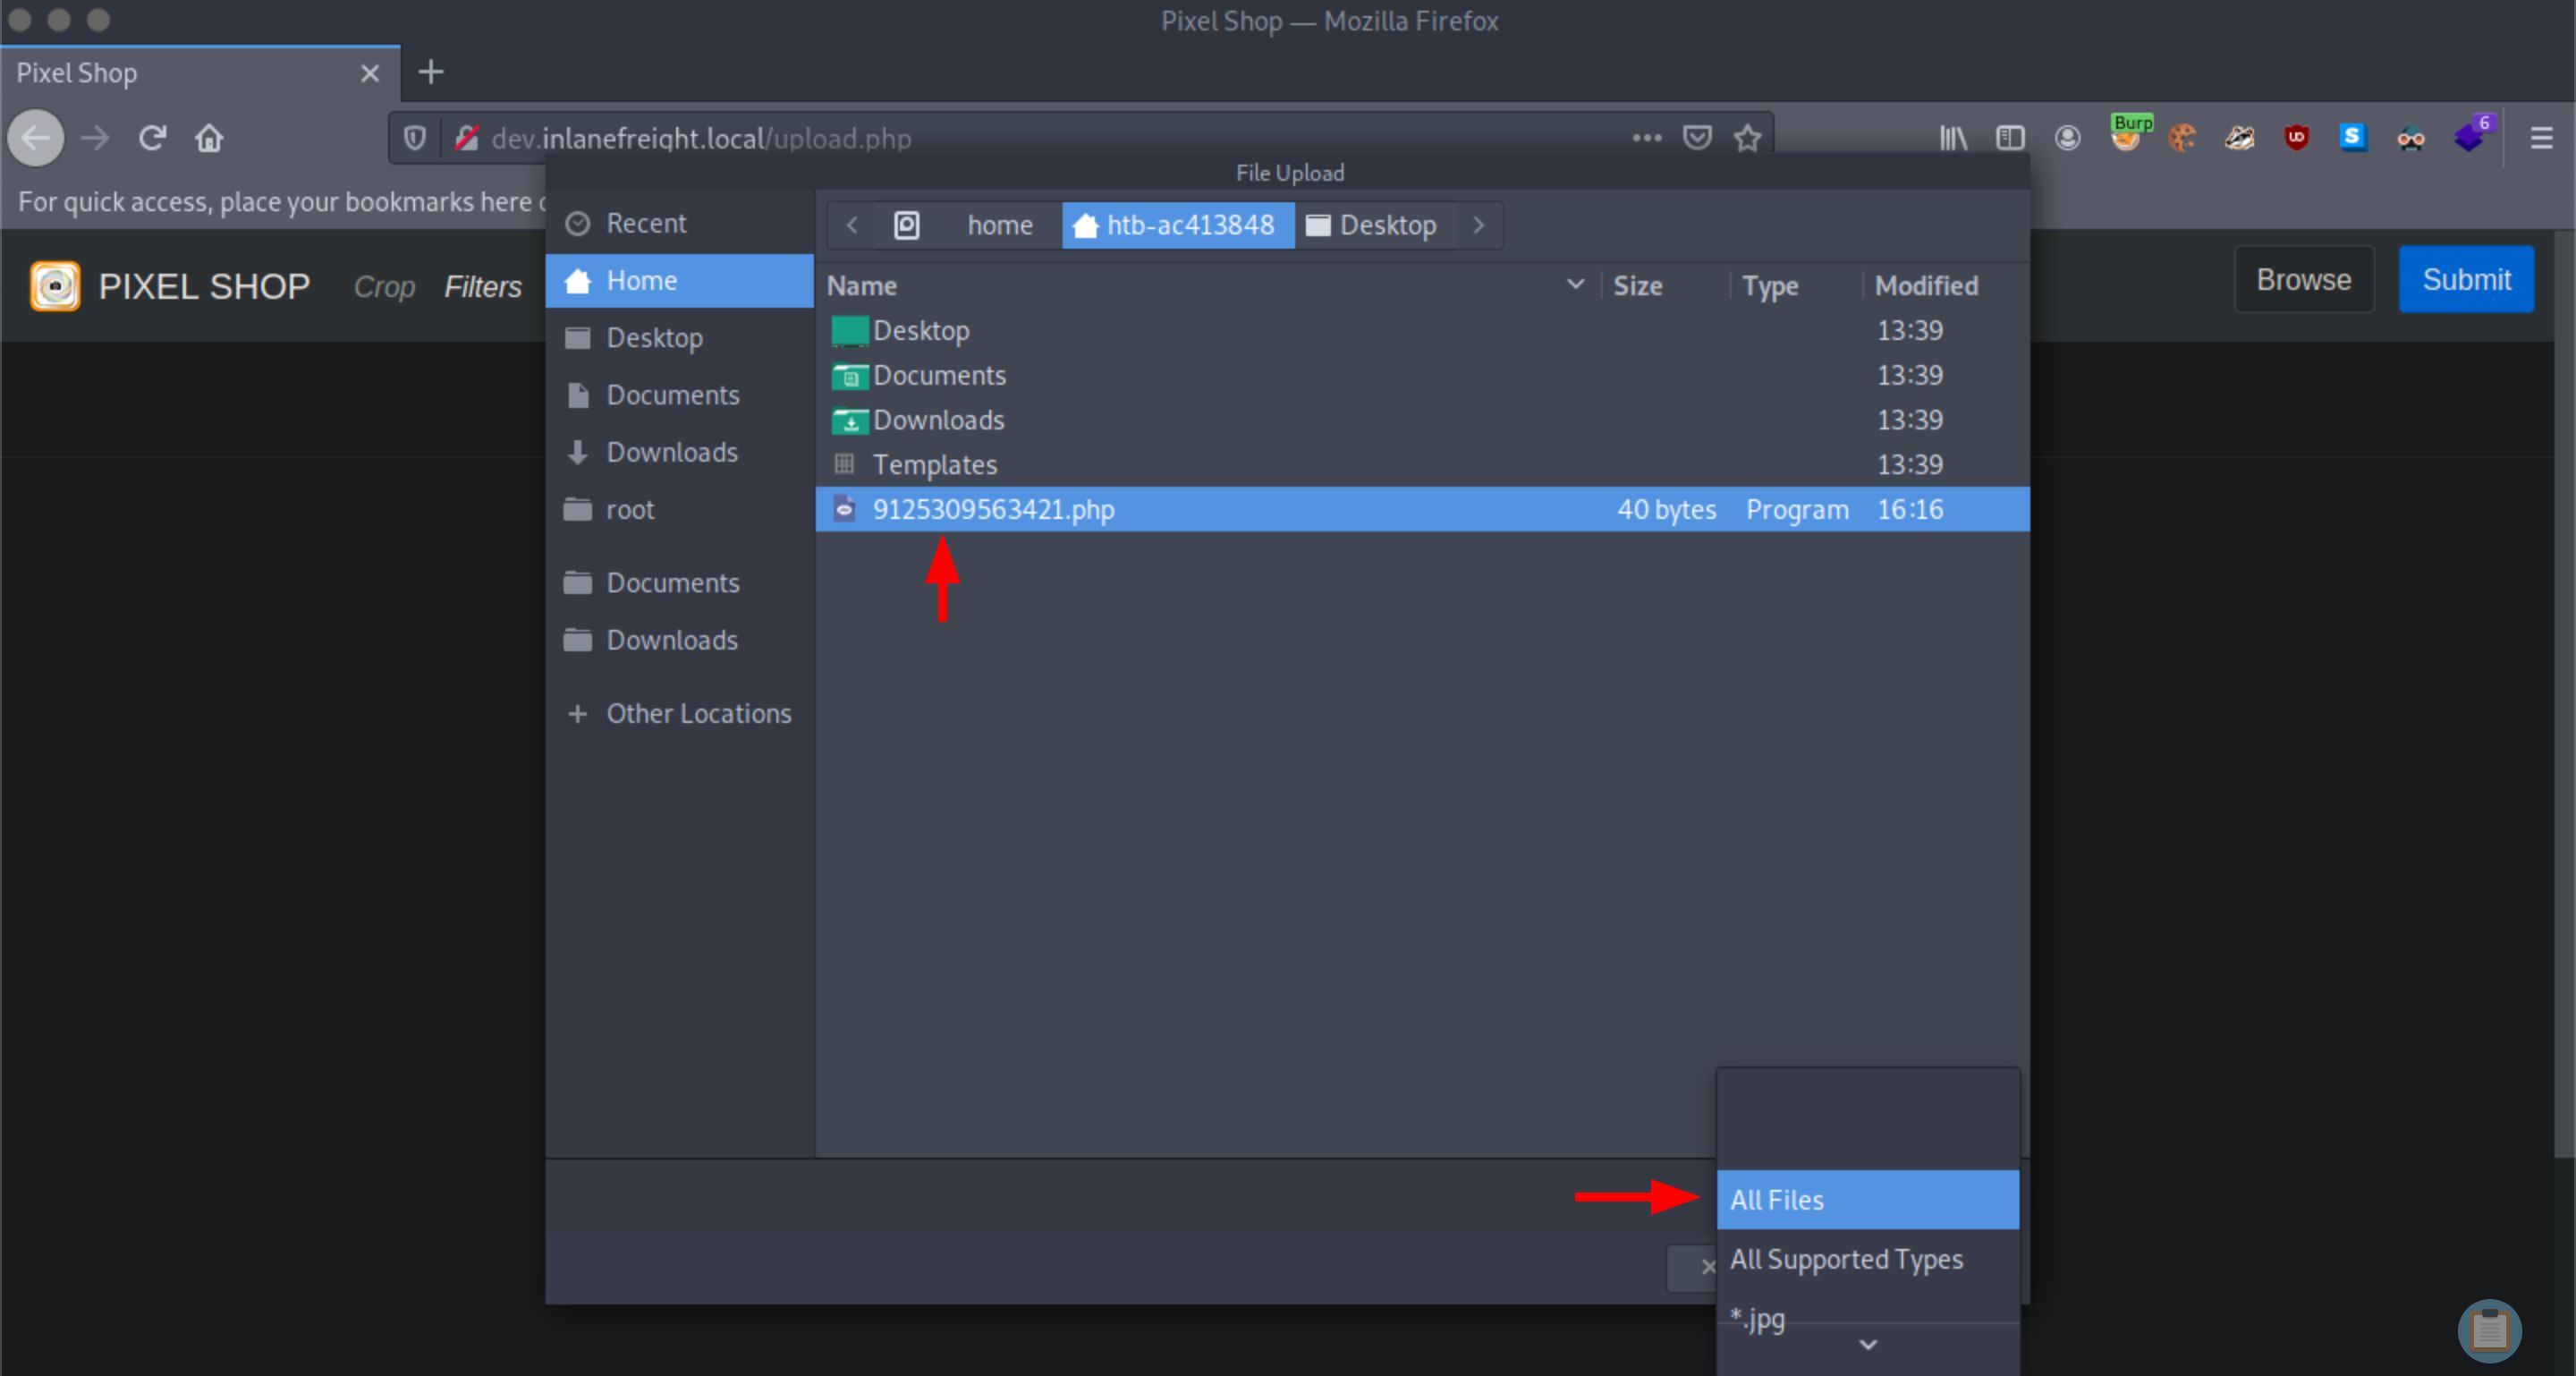 Pixel Shop — Mozilla Firefox
Pixel Shop
dev.inlanefreight.local/upload.php
Burp
6
File Upload
For quick access, place your bookmarks here
Recent
home
htb-ac413848
Desktop
PIXEL SHOP
Crop
Filters
Home
Name
Size
Type
Modified
Browse
Submit
Desktop
Desktop 13:39
Documents
Documents 13:39
Downloads
Downloads 13:39
Templates 13:39
root
9125309563421.php 40 bytes Program 16:16
Documents
Downloads
Other Locations
All Files
All Supported Types
*.jpg